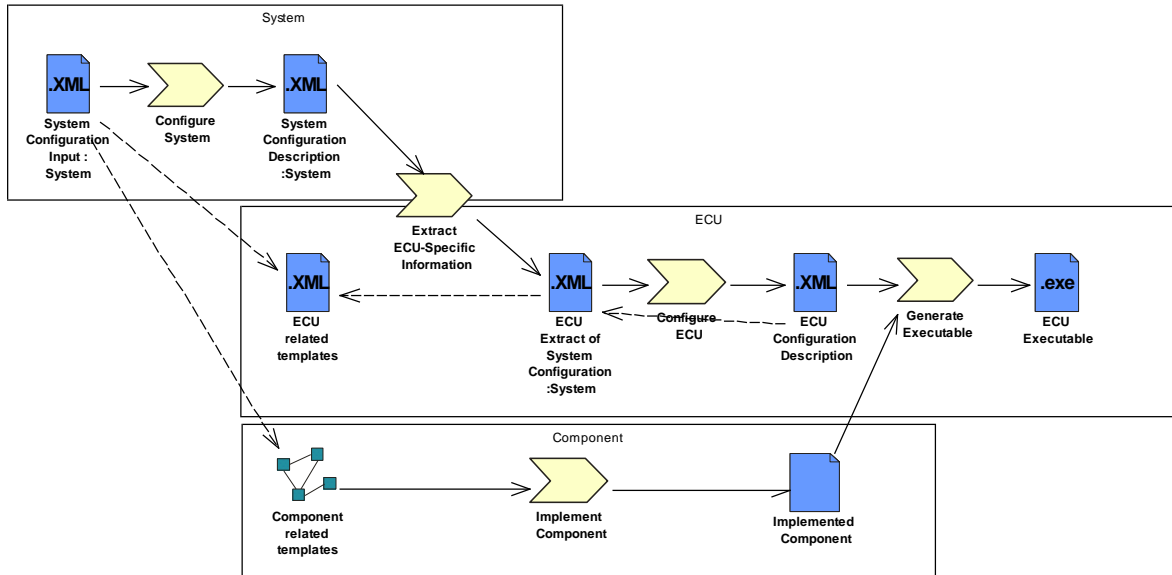 System
.XML
System
Configuration
Input :
System
Configure
System
.XML
System
Configuration
Description
:System
Extract
ECU-Specific
Information
ECU
.XML
ECU
related
templates
.XML
ECU
Extract of
System
Configuration
:System
Configure
ECU
.XML
ECU
Configuration
Description
Generate
Executable
.exe
ECU
Executable
Component
Component
related
templates
Implement
Component
Implemented
Component